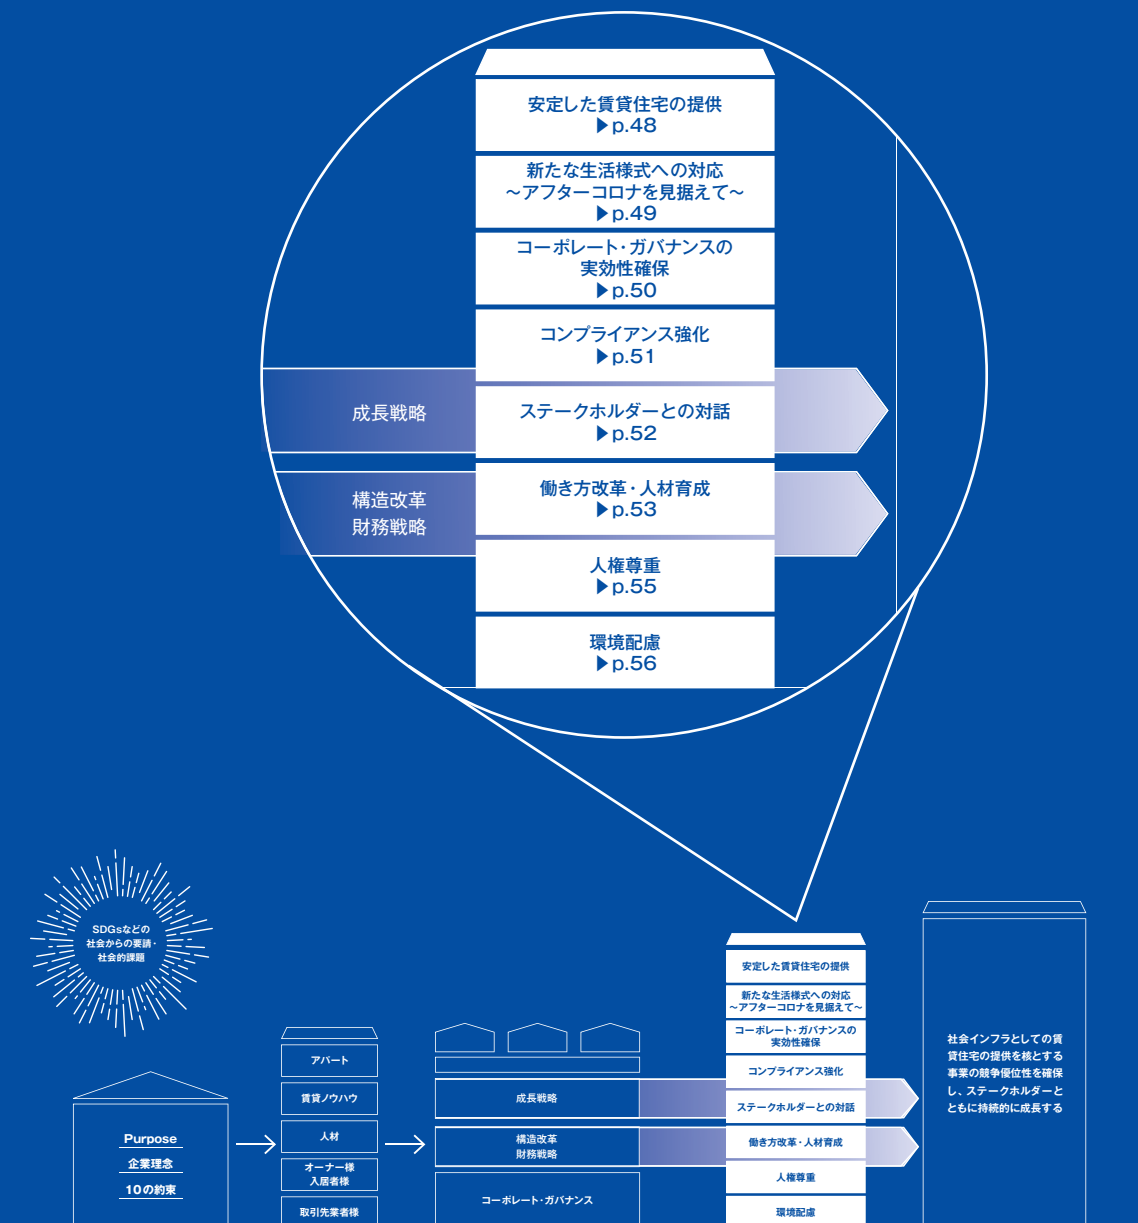 安定した賃貸住宅の提供
▶p.48
新たな生活様式への対応
〜アフターコロナを見据えて〜
▶p.49
コーポレート・ガバナンスの
実効性確保
▶p.50
コンプライアンス強化
▶p.51
成長戦略
ステークホルダーとの対話
▶p.52
構造改革
財務戦略
働き方改革・人材育成
▶p.53
人権尊重
▶p.55
環境配慮
▶p.56
SDGsなどの
社会からの要請・
社会的課題
Purpose
企業理念
10の約束
アパート
賃貸ノウハウ
人材
オーナー様
入居者様
取引先業者様
成長戦略
構造改革
財務戦略
コーポレート・ガバナンス
安定した賃貸住宅の提供
新たな生活様式への対応
〜アフターコロナを見据えて〜
コーポレート・ガバナンスの
実効性確保
コンプライアンス強化
ステークホルダーとの対話
働き方改革・人材育成
人権尊重
環境配慮
社会インフラとしての賃
貸住宅の提供を核とする
事業の競争優位性を確保
し、ステークホルダーと
ともに持続的に成長する